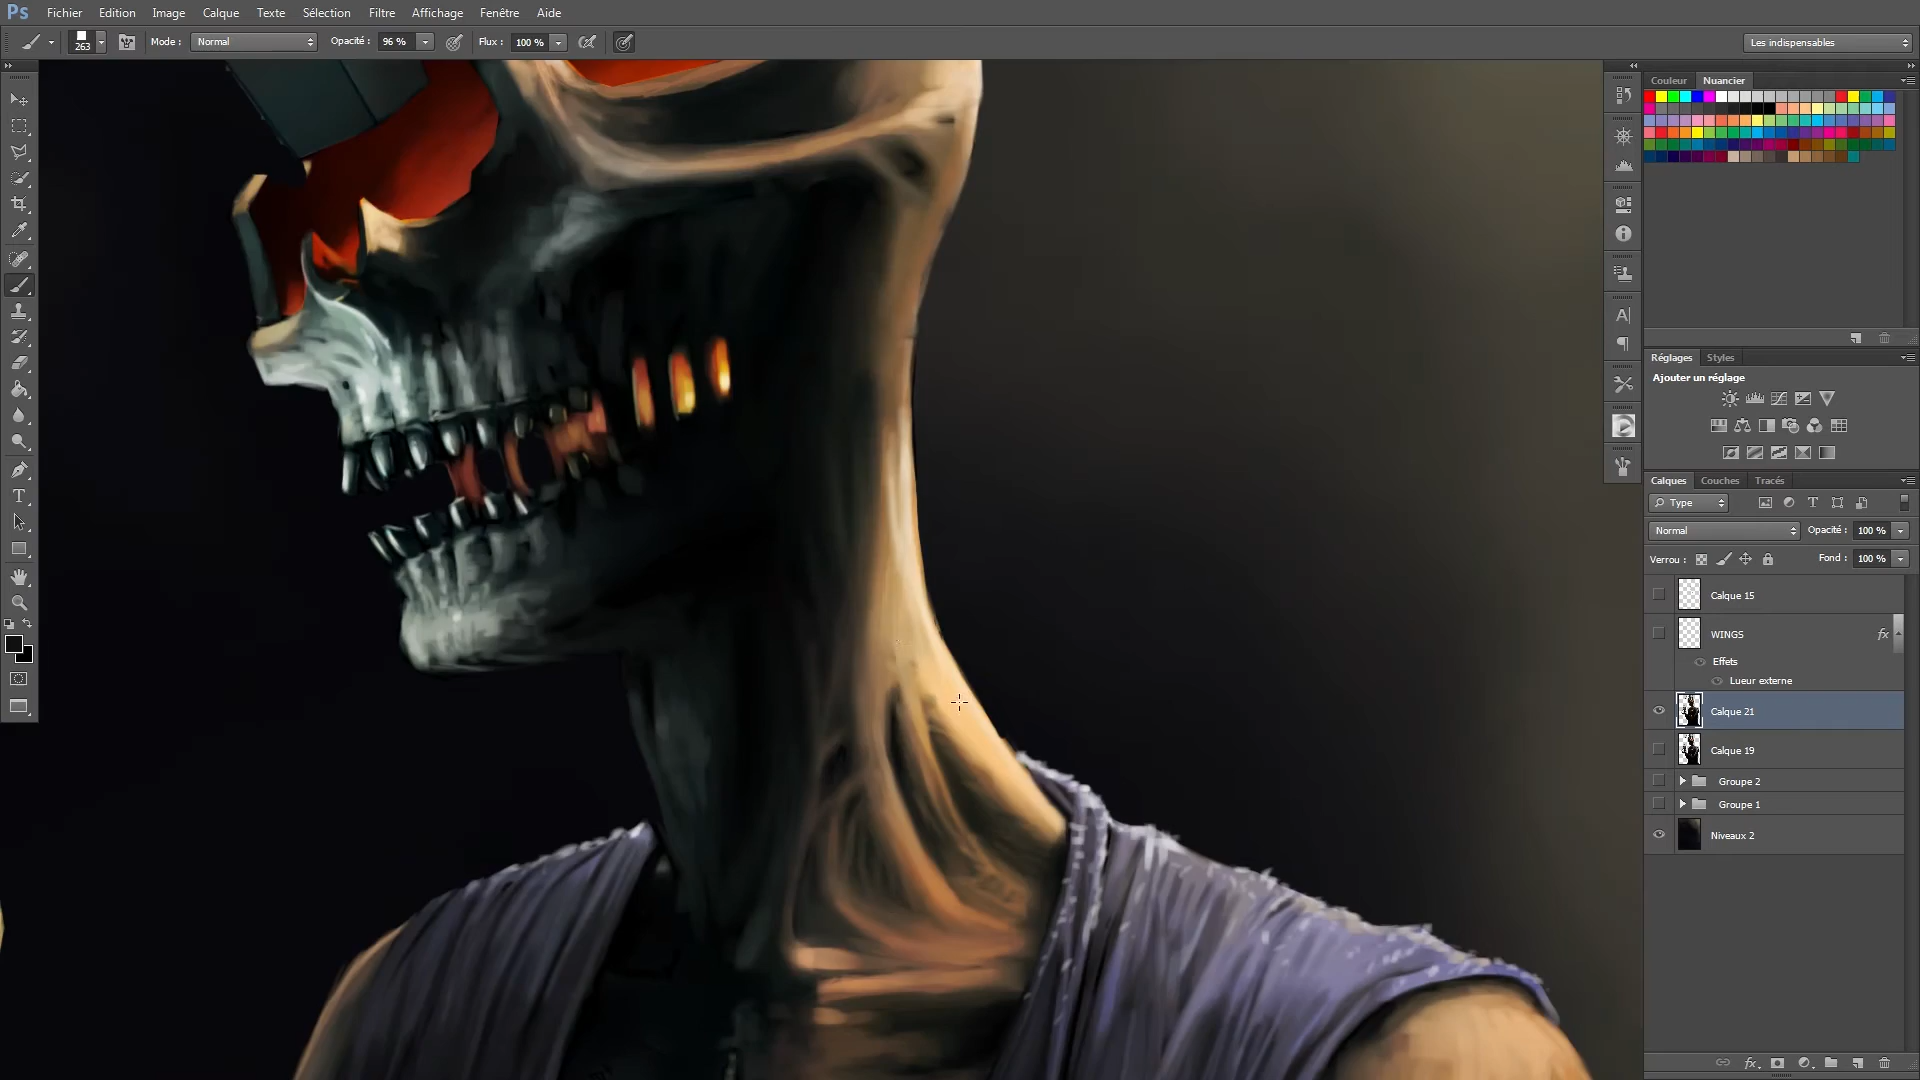 Ps Fichier Edition Image Calque Texte Sélection Filtre Affichage Fenêtre Aide
263 Mode : Normal Opacité : 96 % Flux : 100 % Les indispensables
Couleur Nuancier
Réglages Styles
Ajouter un réglage
Calques Couches Tracés
Type
Normal Opacité : 100 %
Verrou : Fond : 100 %
Calque 15
WINGS fx
Effets
Lueur externe
Calque 21
Calque 19
Groupe 2
Groupe 1
Niveaux 2